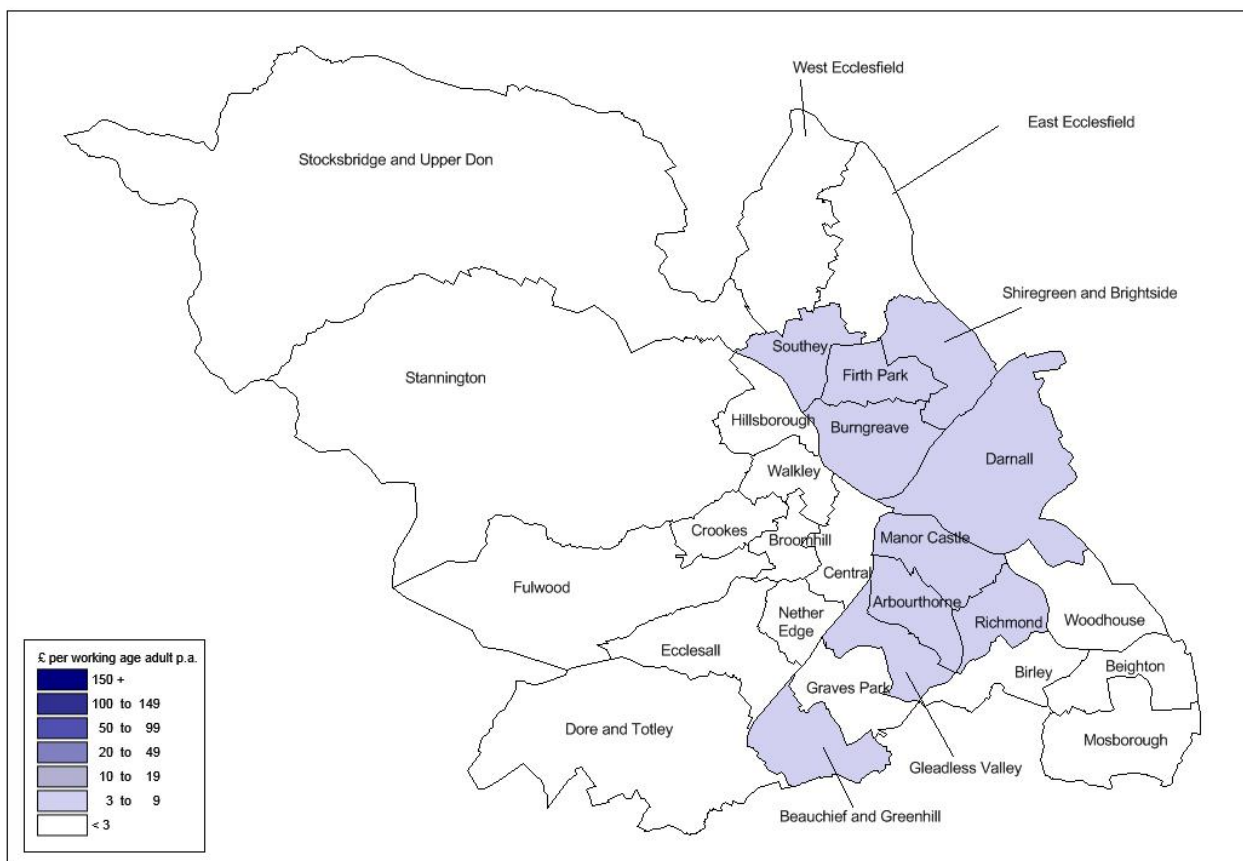 West Ecclesfield
East Ecclesfield
Stocksbridge and Upper Don
Shiregreen and Brightside
Southey
Firth Park
Stannington
Hillsborough
Burngreave
Darnall
Walkley
Crookes
Broomhill
Manor Castle
Central
Fulwood
Arbourthorne
Nether
Edge
Richmond
Woodhouse
Ecclesall
Birley
Beighton
Graves Park
Dore and Totley
Mosborough
Gleadless Valley
Beauchief and Greenhill
£ per working age adult p.a.
150 +
100 to 149
50 to 99
20 to 49
10 to 19
3 to 9
< 3